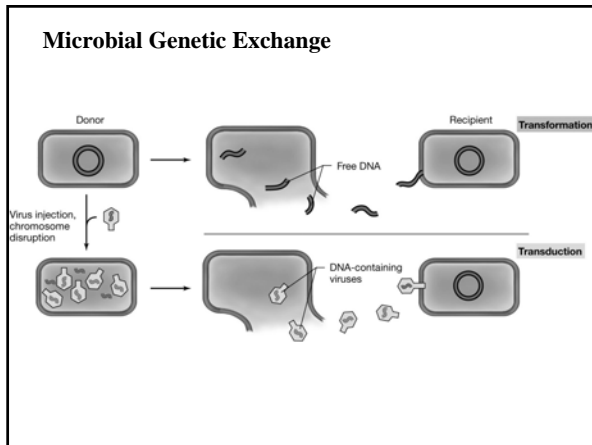 Microbial Genetic Exchange
Donor
Recipient
Transformation
Free DNA
Virus injection,
chromosome
disruption
Transduction
DNA-containing
viruses